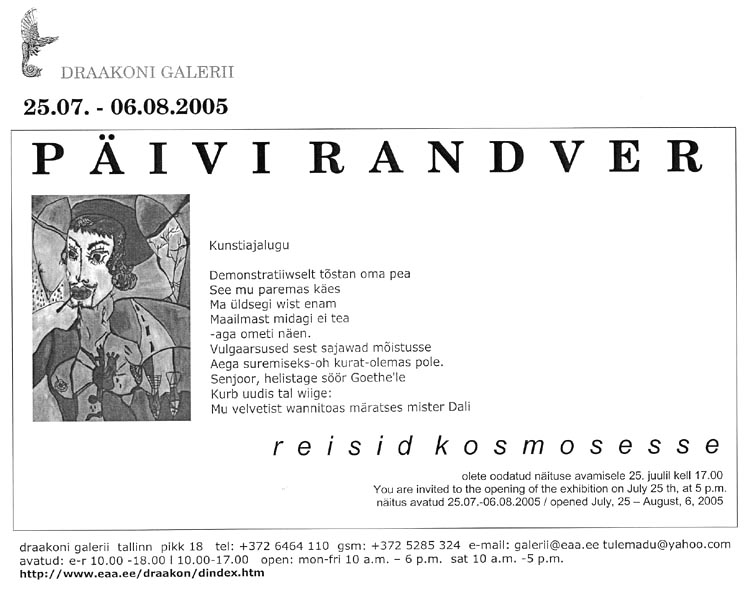 DRAAKONI GALERII
25.07. - 06.08.2005
PÄIVI RANDVER
Kunstiajalugu
Demonstratiiwselt tõstan oma pea
See mu paremas käes
Ma üldsegi wist enam
Maailmast midagi ei tea
-aga ometi näen.
Vulgaarsused sest sajawad mõistusse
Aega suremiseks-oh kurat-olemas pole.
Senjoor, helistage söör Goethe'le
Kurb uudis tal wiige:
Mu velvetist wannitoas märatses mister Dali
reisid kosmosesse
olete oodatud näituse avamisele 25. juulil kell 17.00
You are invited to the opening of the exhibition on July 25 th, at 5 p.m.
näitus avatud 25.07.-06.08.2005 / opened July, 25 – August, 6, 2005
draakoni galerii tallinn pikk 18 tel: +372 6464 110 gsm: +372 5285 324 e-mail: galerii@eaa.ee tulemadu@yahoo.com
avatud: e-r 10.00 -18.00 l 10.00-17.00 open: mon-fri 10 a.m. – 6 p.m. sat 10 a.m. -5 p.m.
http://www.eaa.ee/draakon/dindex.htm